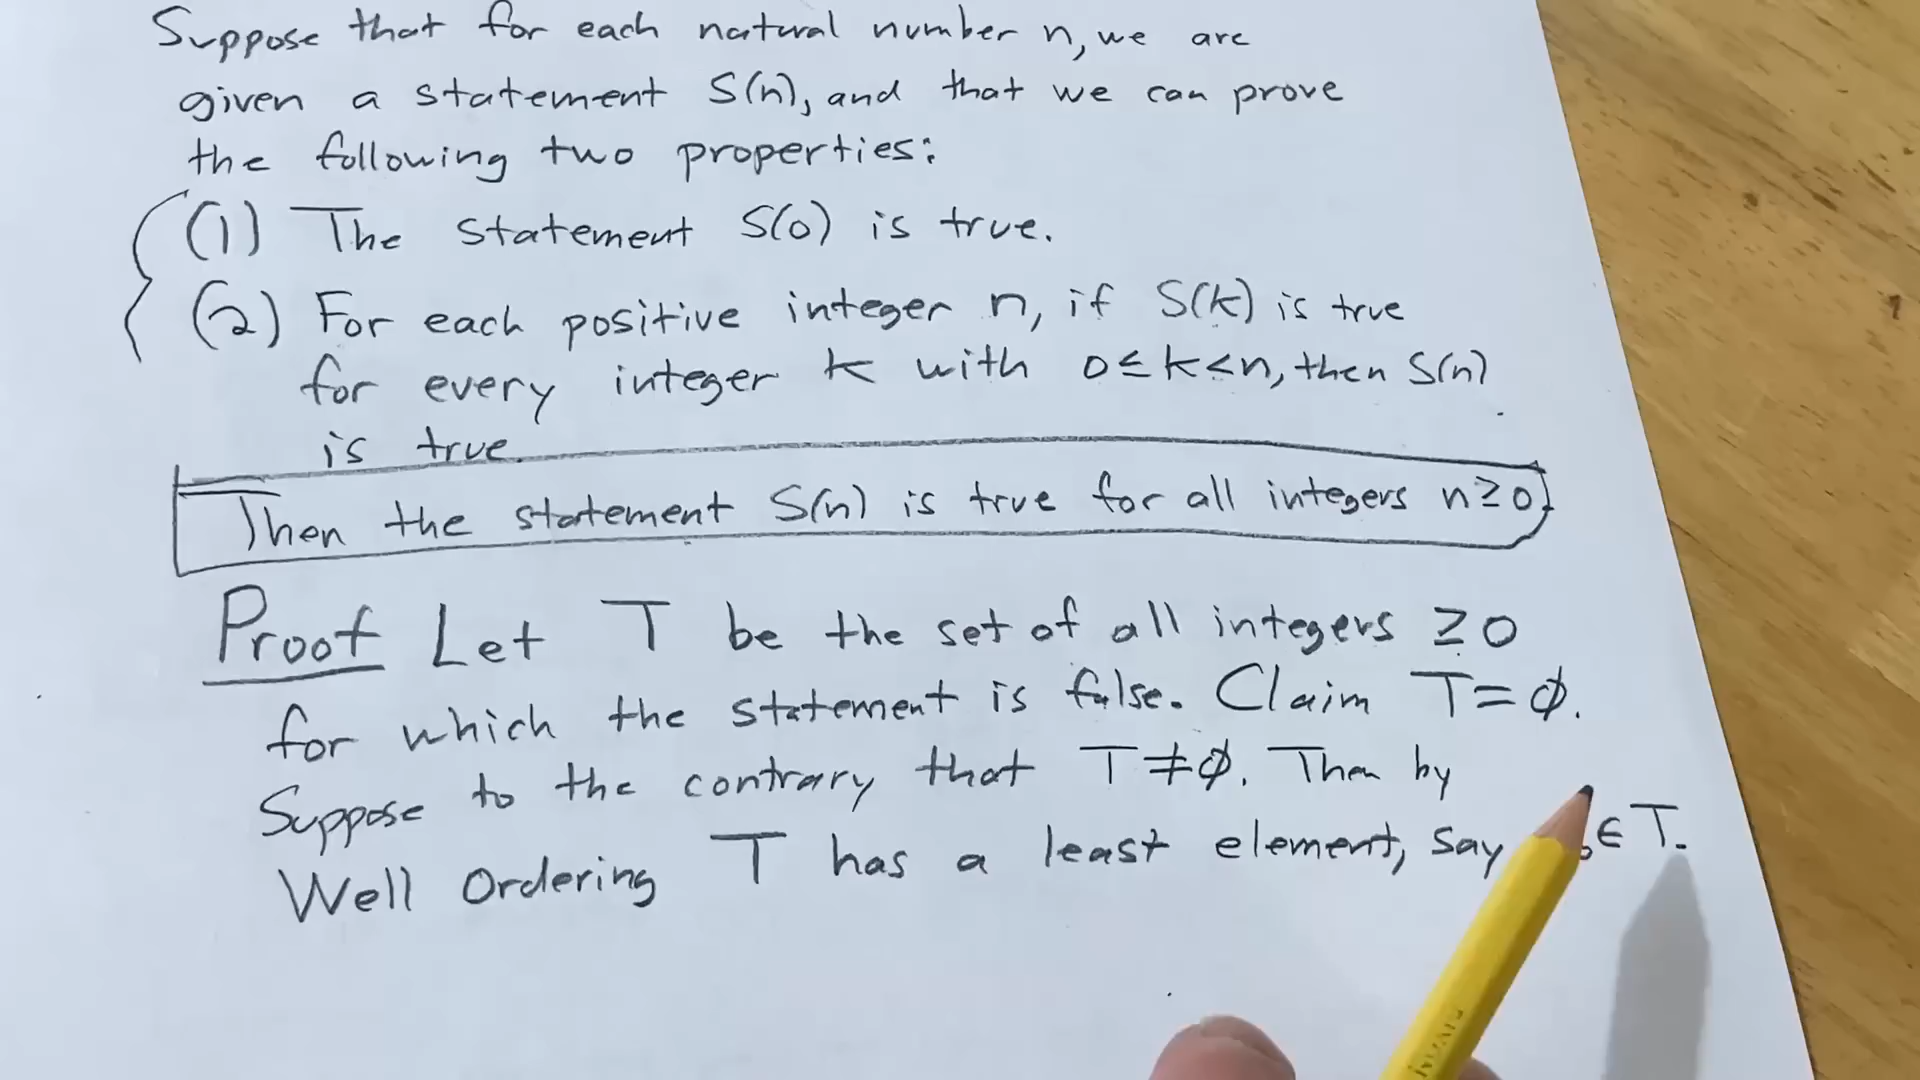 Suppose that for each natural number n, we are
given a statement S(n), and that we can prove
the following two properties:
(1) The statement S(0) is true.
(2) For each positive integer n, if S(k) is true
for every integer k with 0≤k<n, then S(n)
is true.
Then the statement S(n) is true for all integers n≥0.
Proof Let T be the set of all integers ≥0
for which the statement is false. Claim T=∅.
Suppose to the contrary that T≠∅. Then by
Well Ordering T has a least element, say ∈T.